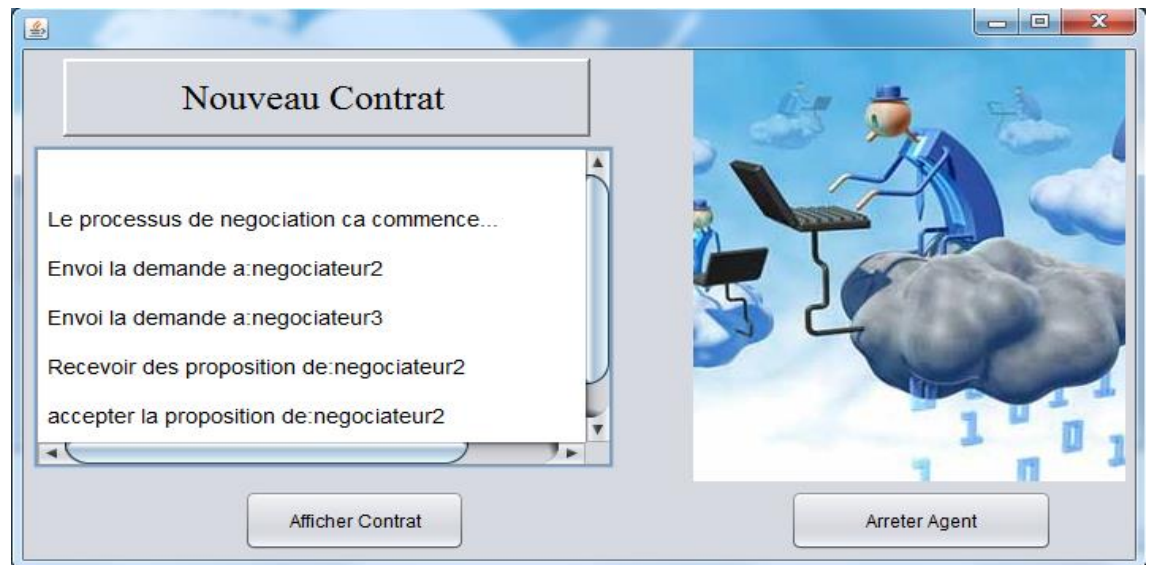 Nouveau Contrat
Le processus de negociation ca commence...
Envoi la demande a:negociateur2
Envoi la demande a:negociateur3
Recevoir des proposition de:negociateur2
accepter la proposition de:negociateur2
Afficher Contrat
Arreter Agent